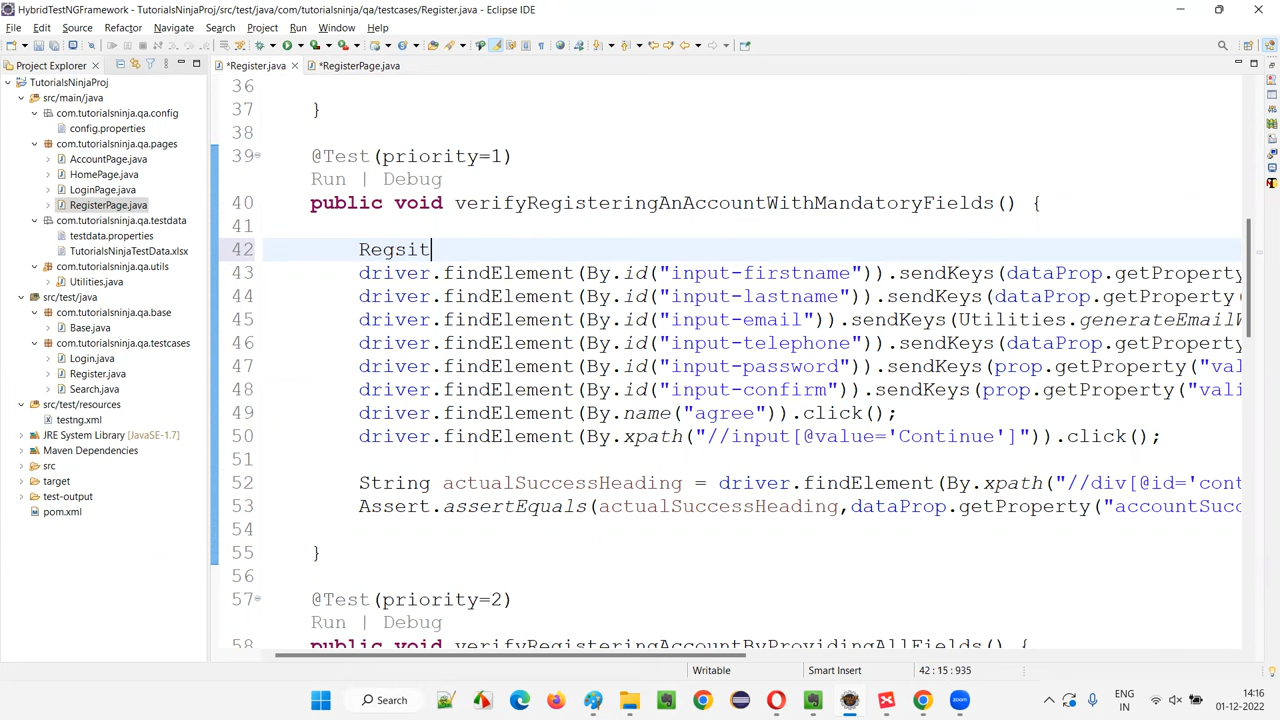 HybridTestNGFramework - TutorialsNinjaProj/src/test/java/com/tutorialsninja/qa/testcases/Register.java - Eclipse IDE
File Edit Source Refactor Navigate Search Project Run Window Help
Project Explorer
*Register.java
*RegisterPage.java
TutorialsNinjaProj
src/main/java
com.tutorialsninja.qa.config
config.properties
com.tutorialsninja.qa.pages
AccountPage.java
HomePage.java
LoginPage.java
RegisterPage.java
com.tutorialsninja.qa.testdata
testdata.properties
TutorialsNinjaTestData.xlsx
com.tutorialsninja.qa.utils
Utilities.java
src/test/java
com.tutorialsninja.qa.base
Base.java
com.tutorialsninja.qa.testcases
Login.java
Register.java
Search.java
src/test/resources
testng.xml
JRE System Library [JavaSE-1.7]
Maven Dependencies
src
target
test-output
pom.xml
36
37 }
38
39 @Test(priority=1)
Run | Debug
40 public void verifyRegisteringAnAccountWithMandatoryFields() {
41
42 Regsit
43 driver.findElement(By.id("input-firstname")).sendKeys(dataProp.getProperty
44 driver.findElement(By.id("input-lastname")).sendKeys(dataProp.getProperty(
45 driver.findElement(By.id("input-email")).sendKeys(Utilities.generateEmailW
46 driver.findElement(By.id("input-telephone")).sendKeys(dataProp.getProperty
47 driver.findElement(By.id("input-password")).sendKeys(prop.getProperty("val
48 driver.findElement(By.id("input-confirm")).sendKeys(prop.getProperty("vali
49 driver.findElement(By.name("agree")).click();
50 driver.findElement(By.xpath("//input[@value='Continue']")).click();
51
52 String actualSuccessHeading = driver.findElement(By.xpath("//div[@id='cont
53 Assert.assertEquals(actualSuccessHeading,dataProp.getProperty("accountSucc
54
55 }
56
57 @Test(priority=2)
Run | Debug
58 public void verifyRegisteringAccountByProvidingAllFields() {
Writable
Smart Insert
42 : 15 : 935
Search
ENG
IN
14:16
01-12-2022